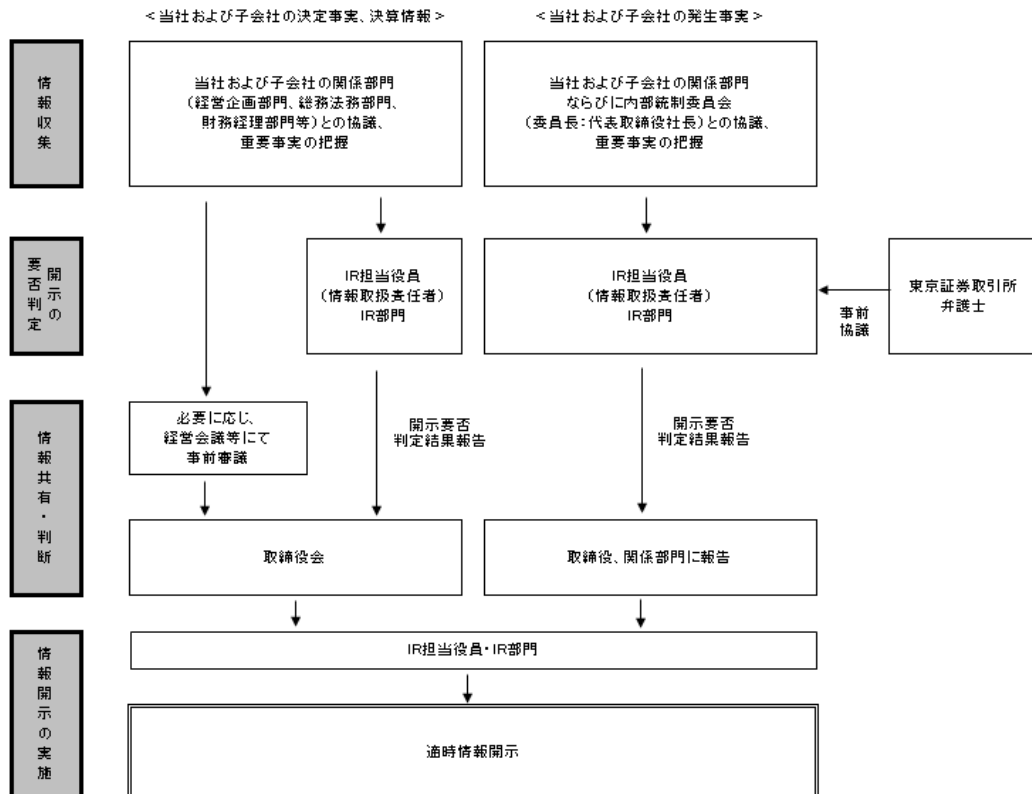 ＜当社および子会社の決定事実、決算情報＞
＜当社および子会社の発生事実＞
情報収集
当社および子会社の関係部門
（経営企画部門、総務法務部門、
財務経理部門等）との協議、
重要事実の把握
当社および子会社の関係部門
ならびに内部統制委員会
（委員長：代表取締役社長）との協議、
重要事実の把握
開示の
要否判定
IR担当役員
（情報取扱責任者）
IR部門
IR担当役員
（情報取扱責任者）
IR部門
事前
協議
東京証券取引所
弁護士
情報共有・判断
必要に応じ、
経営会議等にて
事前審議
開示要否
判定結果報告
開示要否
判定結果報告
取締役会
取締役、関係部門に報告
情報開示の実施
IR担当役員・IR部門
適時情報開示